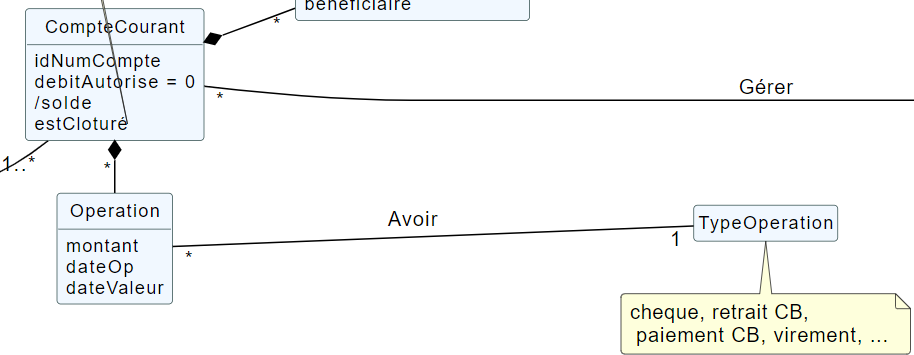 beneficiaire
*
CompteCourant
idNumCompte
debitAutorise = 0
/solde
estCloturé
*
Gérer
1..*
*
Operation
montant
dateOp
dateValeur
*
Avoir
1
TypeOperation
cheque, retrait CB,
paiement CB, virement, ...